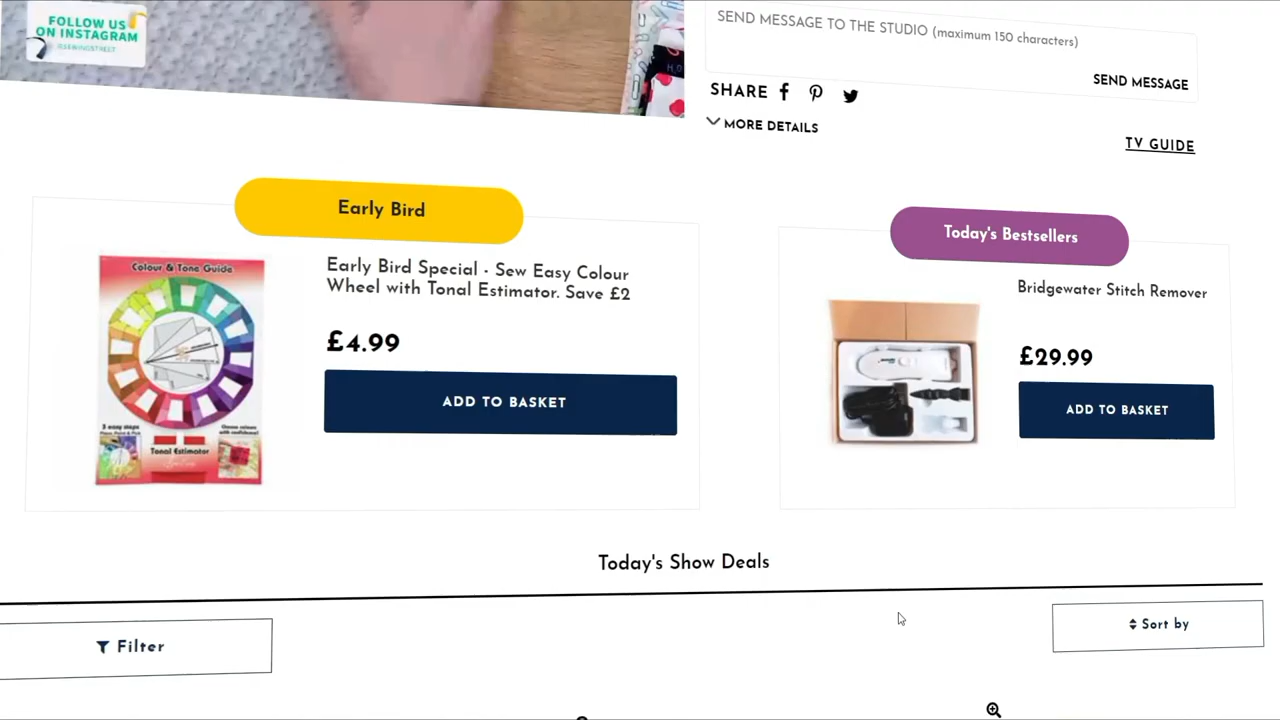 FOLLOW US
ON INSTAGRAM
SEND MESSAGE TO THE STUDIO (maximum 150 characters)
SEND MESSAGE
SHARE
MORE DETAILS
TV GUIDE
Early Bird
Early Bird Special - Sew Easy Colour
Wheel with Tonal Estimator. Save £2
£4.99
ADD TO BASKET
Colour & Tone Guide
Tonal Estimator
Today's Bestsellers
Bridgewater Stitch Remover
£29.99
ADD TO BASKET
Today's Show Deals
Filter
Sort by